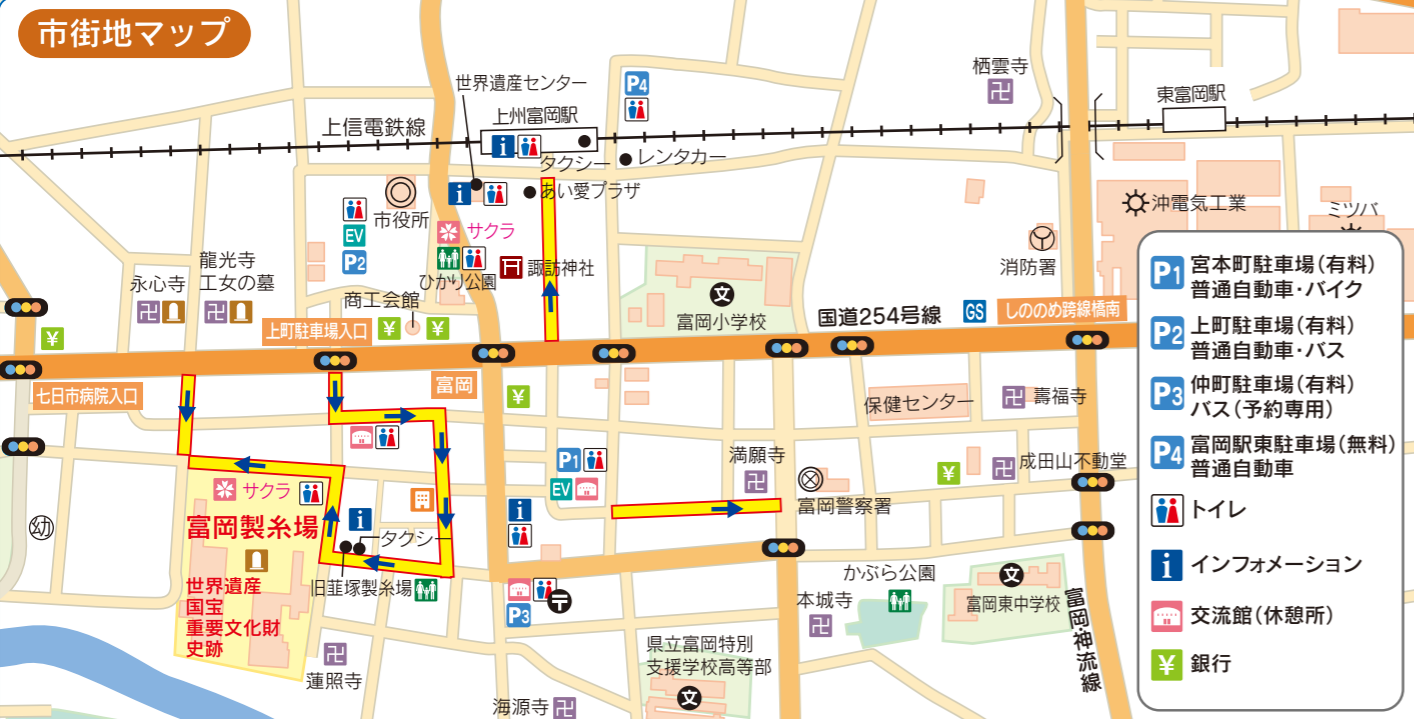 市街地マップ
世界遺産センター
P4
栖雲寺
卍
東富岡駅
上州富岡駅
上信電鉄線
i
タクシー
レンタカー
市役所
i
あい愛プラザ
沖電気工業
ミツバ
EV
P2
サクラ
ひかり公園
諏訪神社
消防署
永心寺
卍
龍光寺
工女の墓
卍
商工会館
文
富岡小学校
国道254号線
GS
しののめ跨線橋南
上町駐車場入口
¥
¥
¥
七日市病院入口
富岡
¥
保健センター
卍
壽福寺
P1
EV
満願寺
卍
富岡警察署
¥
卍
成田山不動堂
サクラ
富岡製糸場
i
タクシー
i
幼
世界遺産
国宝
重要文化財
史跡
旧韮塚製糸場
P3
〒
かぶら公園
本城寺
卍
文
富岡東中学校
富岡・神流線
卍
蓮照寺
海源寺
卍
県立富岡特別
支援学校高等部
文
P1
宮本町駐車場(有料)
普通自動車・バイク
P2
上町駐車場(有料)
普通自動車・バス
P3
仲町駐車場(有料)
バス(予約専用)
P4
富岡駅東駐車場(無料)
普通自動車
トイレ
i
インフォメーション
交流館(休憩所)
¥
銀行